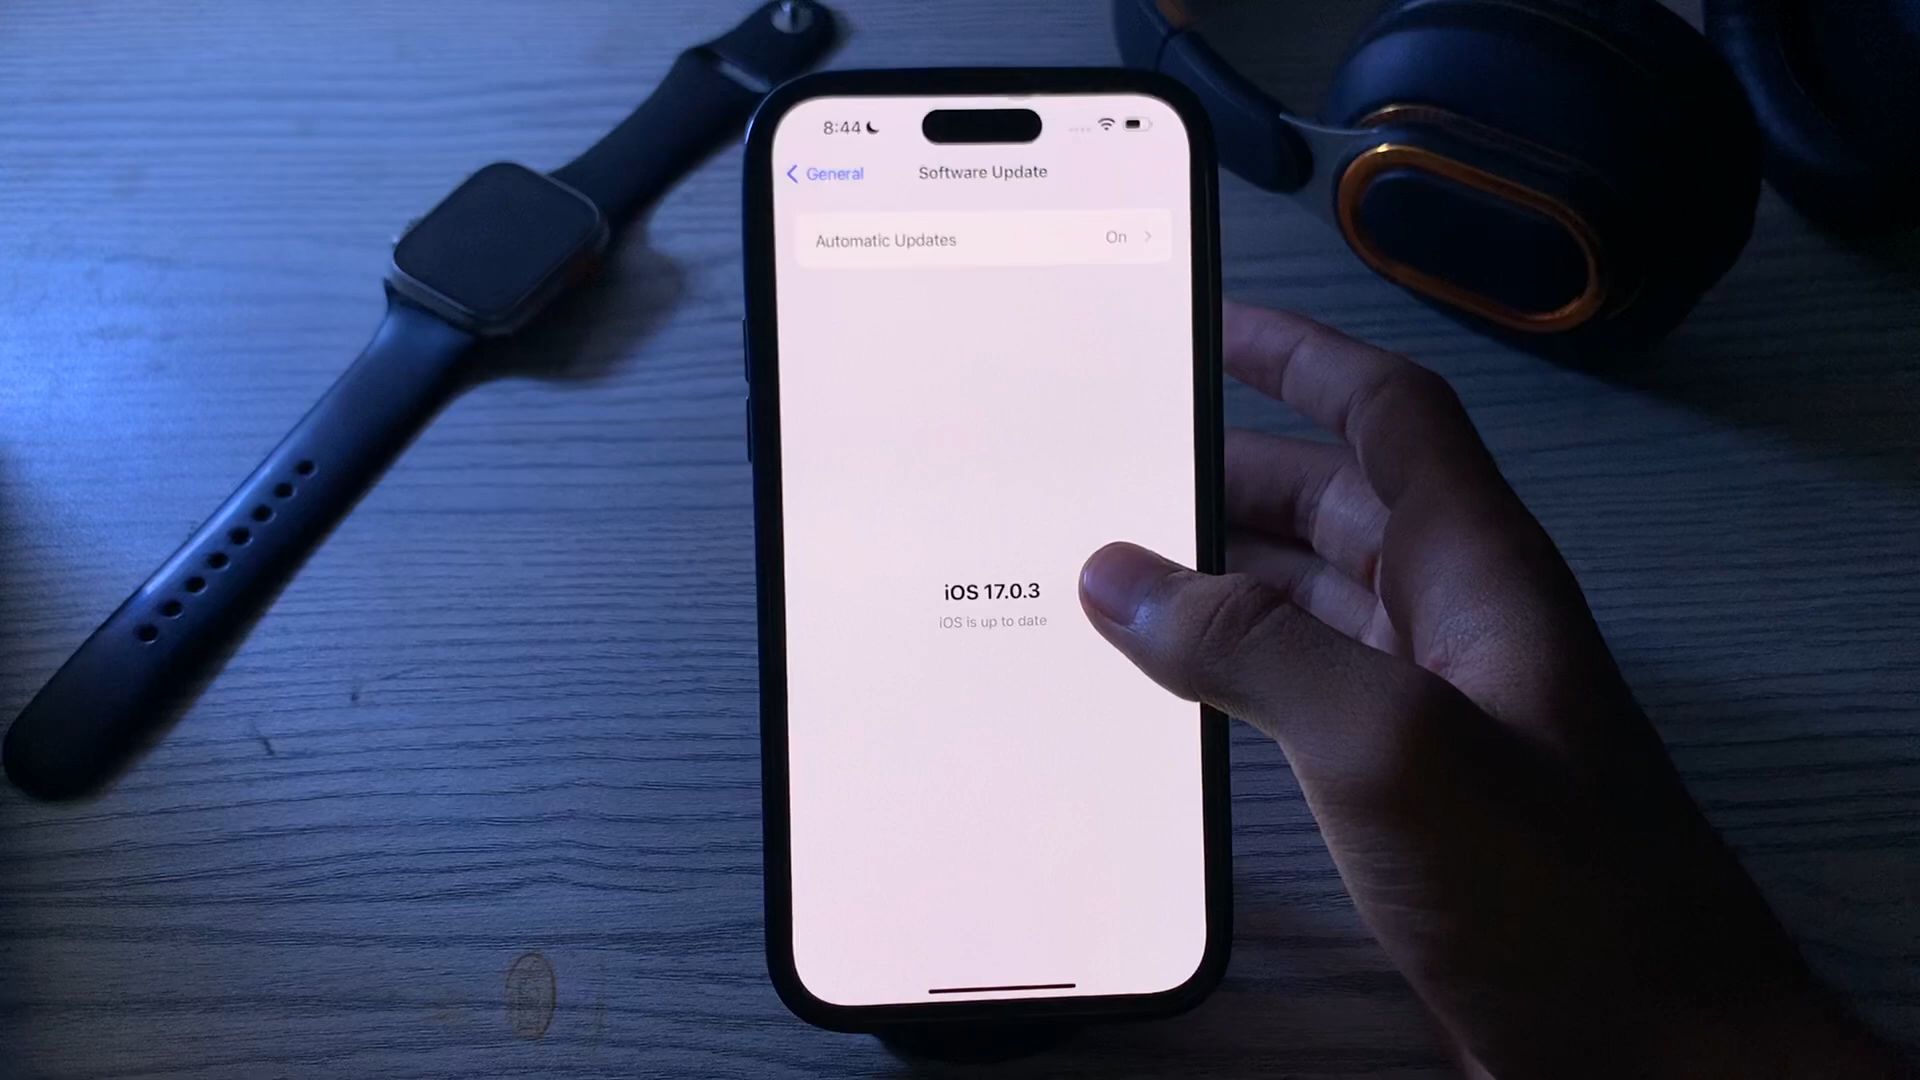 8:44
General
Software Update
Automatic Updates On
iOS 17.0.3
iOS is up to date